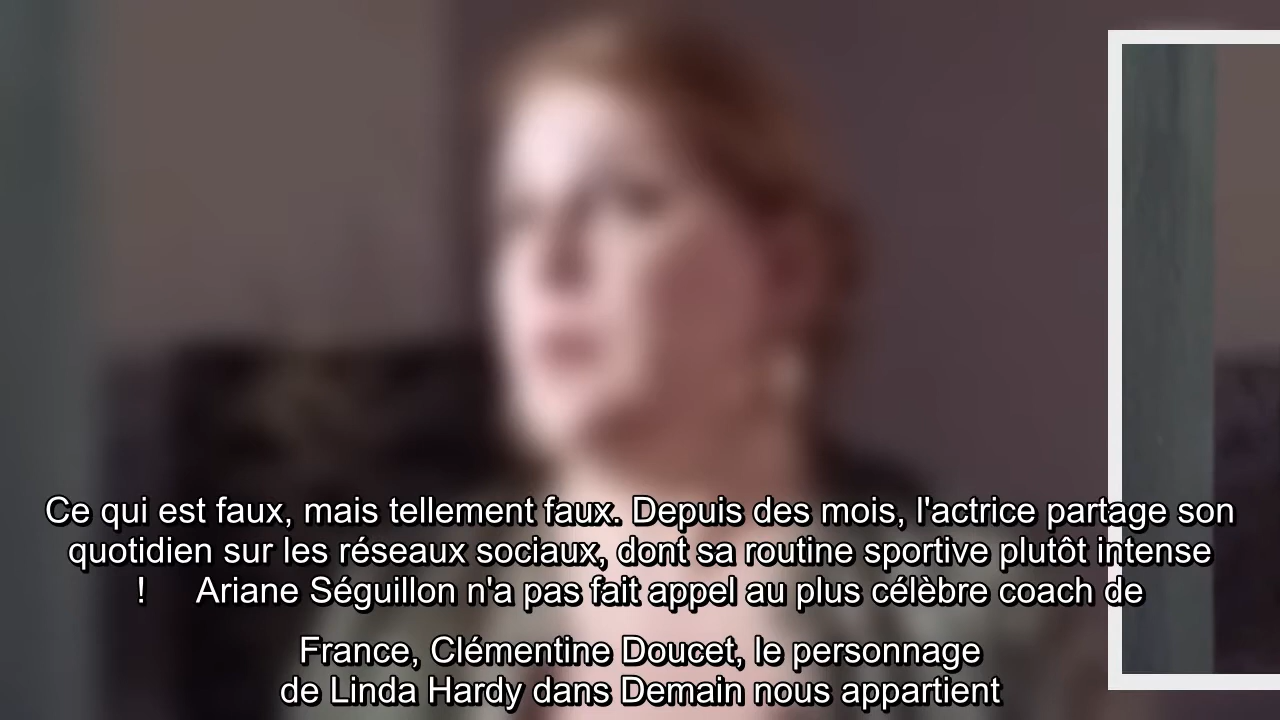 Ce qui est faux, mais tellement faux. Depuis des mois, l'actrice partage son
quotidien sur les réseaux sociaux, dont sa routine sportive plutôt intense
! Ariane Séguillon n'a pas fait appel au plus célèbre coach de
France, Clémentine Doucet, le personnage
de Linda Hardy dans Demain nous appartient